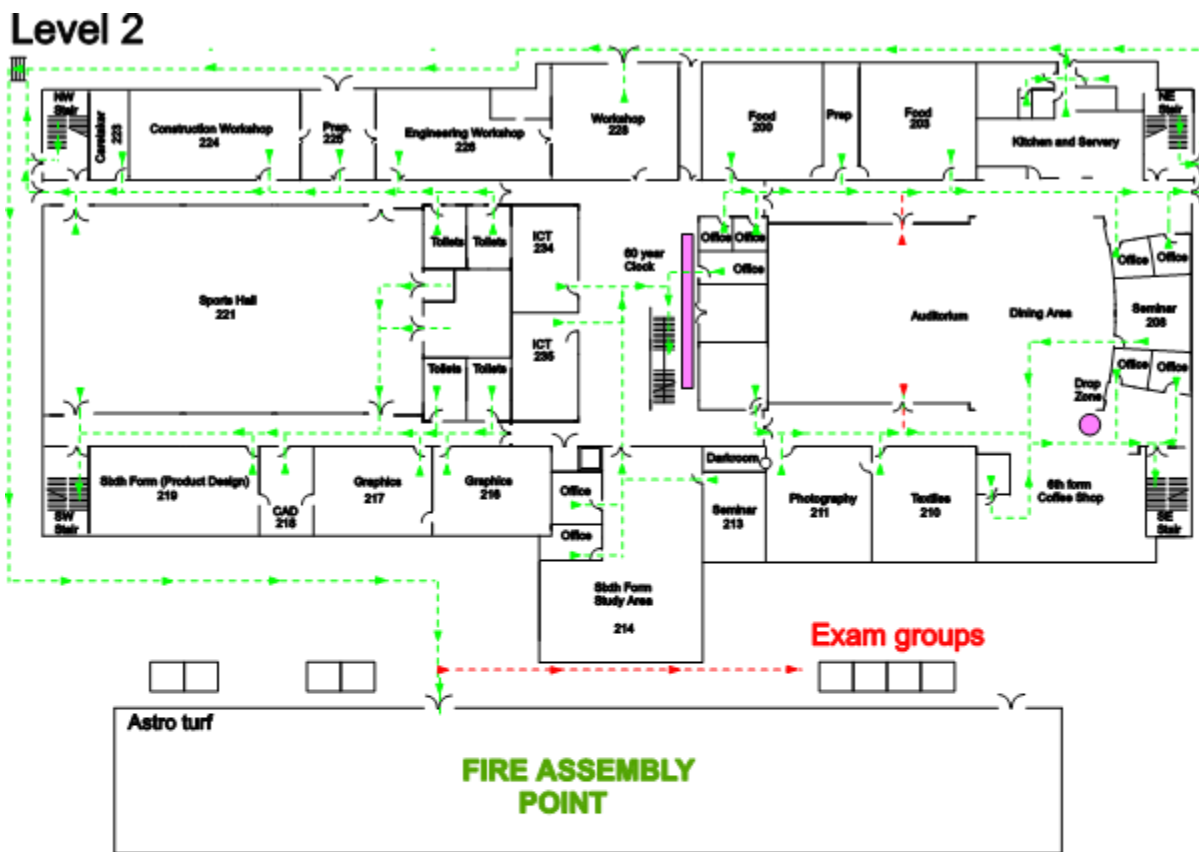 Level 2
NW
Stair
Caretaker
223
Construction Workshop
224
Prep.
225
Engineering Workshop
226
Workshop
228
Food
200
Prep
Food
203
Kitchen and Servery
NE
Stair
Toilets
Toilets
ICT
234
60 year
Clock
Office
Office
Office
Office
Office
Sports Hall
221
Auditorium
Dining Area
Seminar
208
ICT
235
Toilets
Toilets
Office
Office
Drop
Zone
Sixth Form (Product Design)
219
CAD
218
Graphics
217
Graphics
216
Office
Office
Darkroom
Seminar
213
Photography
211
Textiles
210
6th form
Coffee Shop
SW
Stair
SE
Stair
Sixth Form
Study Area
214
Exam groups
Astro turf
FIRE ASSEMBLY
POINT